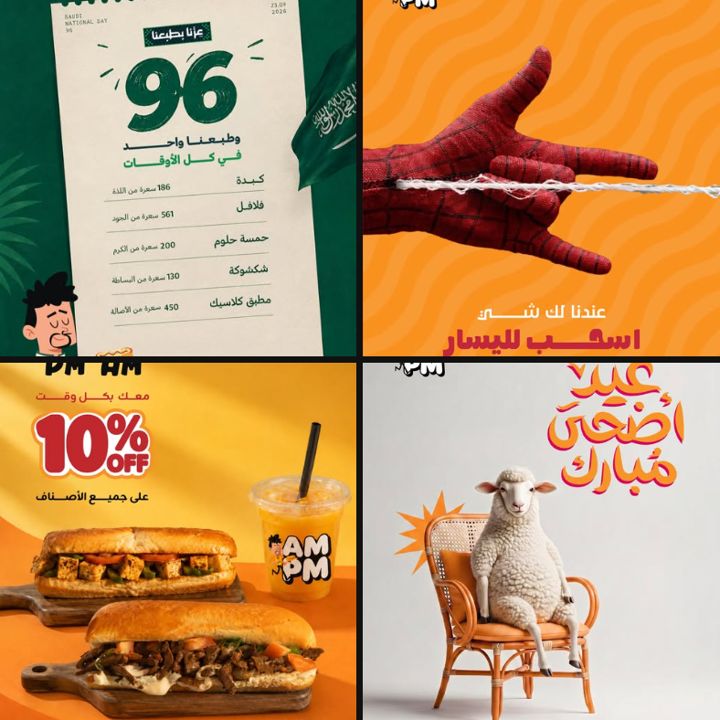 SAUDI
NATIONAL DAY
96
23.09
2026
عزنا بطبعنا
96
وطبعنا واحد
في كل الأوقات
كبدة 186 سعرة من اللذة
فلافل 561 سعرة من الجود
خمسة حلوم 200 سعرة من الكرم
شكشوكة 130 سعرة من البساطة
مطبق كلاسيك 450 سعرة من الأصالة
PM
عندنا لك شي
اسحب لليسار
PM AM
معك بكل وقت
10%
OFF
على جميع الأصناف
AM
PM
PM
عيد
أضحى
مبارك